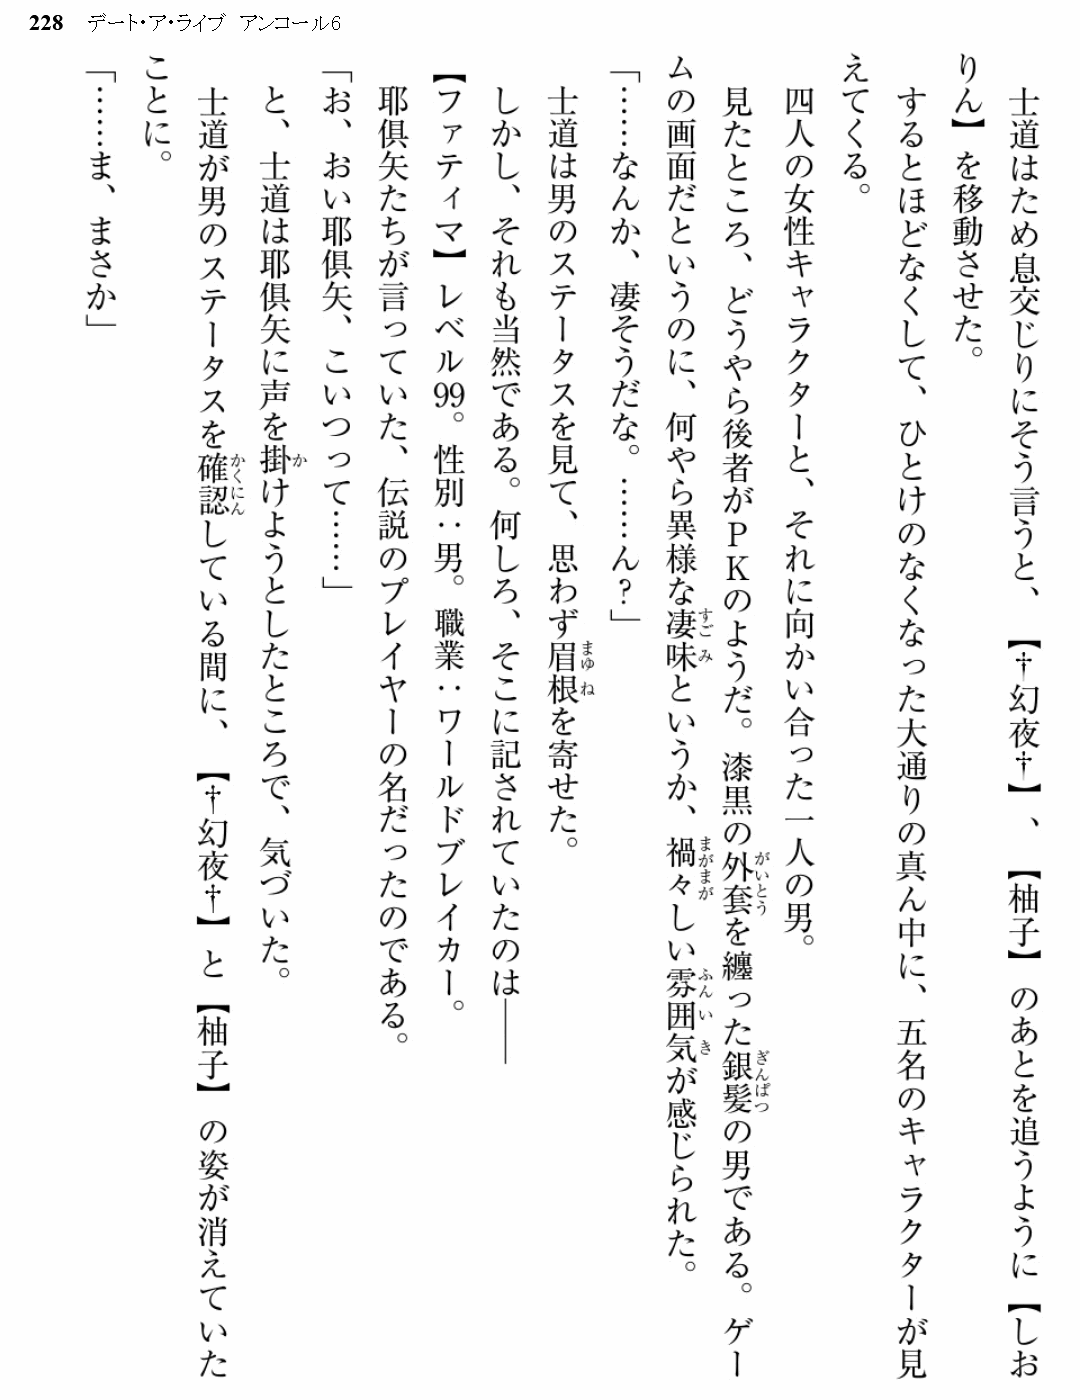 228 デート・ア・ライブ アンコール6
士道はため息交じりにそう言うと、【†幻夜†】、【柚子】のあとを追うように【しお
りん】を移動させた。
するとほどなくして、ひとけのなくなった大通りの真ん中に、五名のキャラクターが見
えてくる。
四人の女性キャラクターと、それに向かい合った一人の男。
見たところ、どうやら後者がＰＫのようだ。漆黒の外套を纏った銀髪の男である。ゲー
ムの画面だというのに、何やら異様な凄味というか、禍々しい雰囲気が感じられた。
「……なんか、凄そうだな。……ん？」
士道は男のステータスを見て、思わず眉根を寄せた。
しかし、それも当然である。何しろ、そこに記されていたのは――
【ファティマ】レベル99。性別：男。職業：ワールドブレイカー。
耶倶矢たちが言っていた、伝説のプレイヤーの名だったのである。
「お、おい耶倶矢、こいつって……」
と、士道は耶倶矢に声を掛けようとしたところで、気づいた。
士道が男のステータスを確認している間に、【†幻夜†】と【柚子】の姿が消えていた
ことに。
「……ま、まさか」